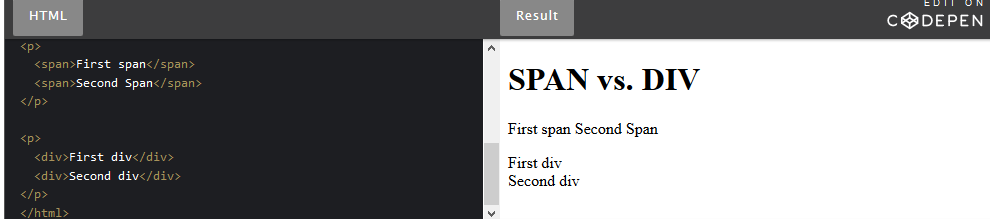 HTML
Result
EDIT ON
CODEPEN
<p>
<span>First span</span>
<span>Second Span</span>
</p>
<p>
<div>First div</div>
<div>Second div</div>
</p>
</html>
SPAN vs. DIV
First span Second Span
First div
Second div